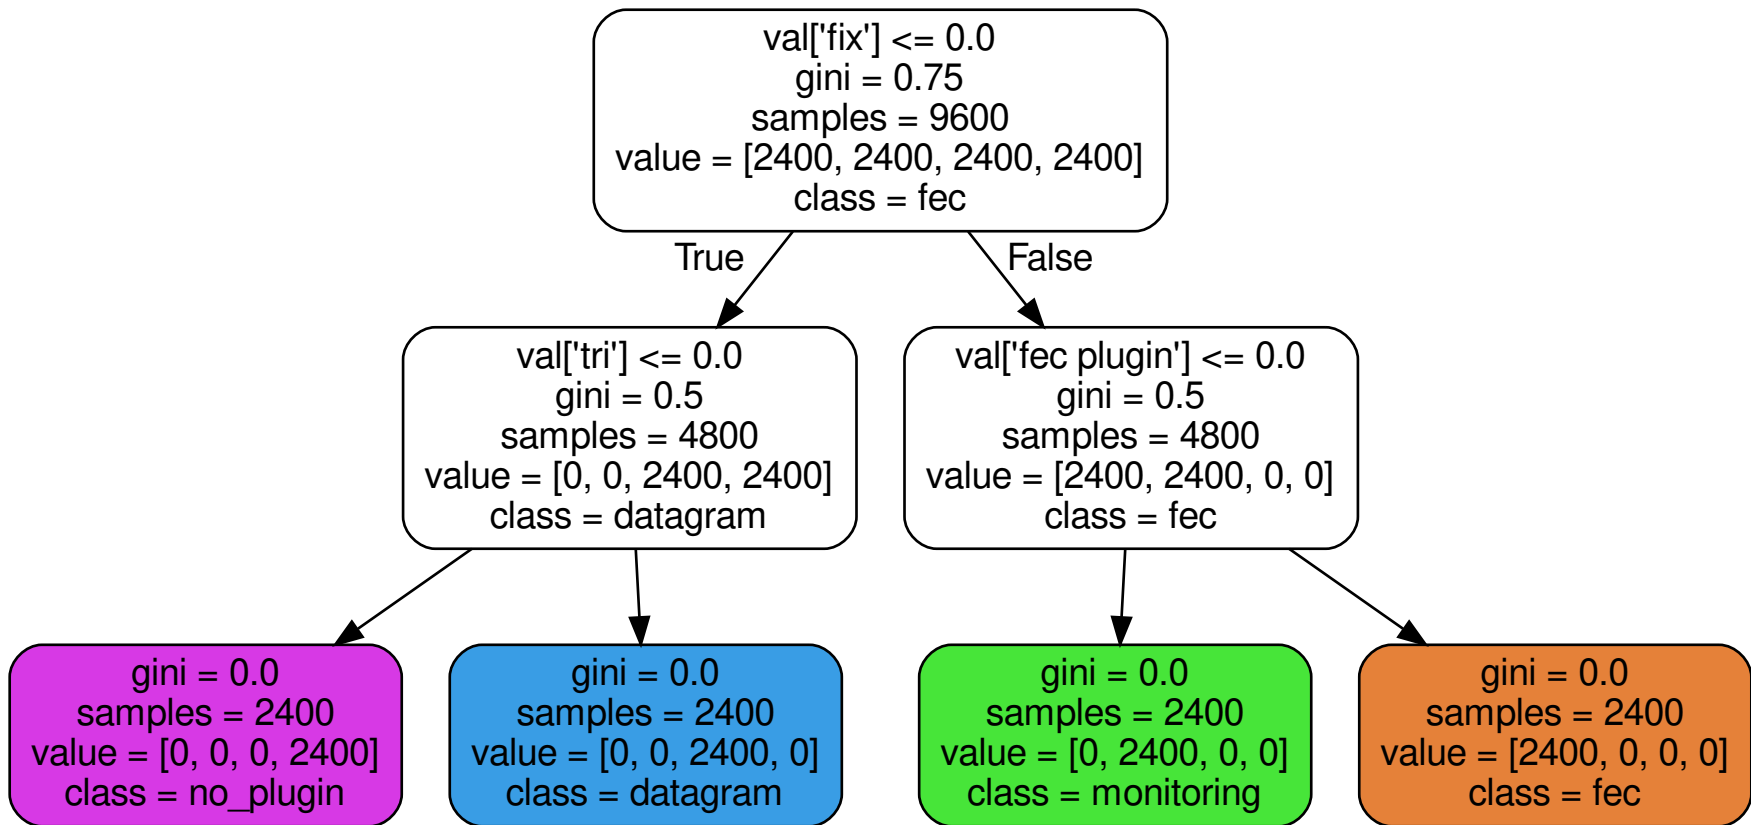 val['fix'] <= 0.0
gini = 0.75
samples = 9600
value = [2400, 2400, 2400, 2400]
class = fec
True
False
val['tri'] <= 0.0
gini = 0.5
samples = 4800
value = [0, 0, 2400, 2400]
class = datagram
val['fec plugin'] <= 0.0
gini = 0.5
samples = 4800
value = [2400, 2400, 0, 0]
class = fec
gini = 0.0
samples = 2400
value = [0, 0, 0, 2400]
class = no_plugin
gini = 0.0
samples = 2400
value = [0, 0, 2400, 0]
class = datagram
gini = 0.0
samples = 2400
value = [0, 2400, 0, 0]
class = monitoring
gini = 0.0
samples = 2400
value = [2400, 0, 0, 0]
class = fec